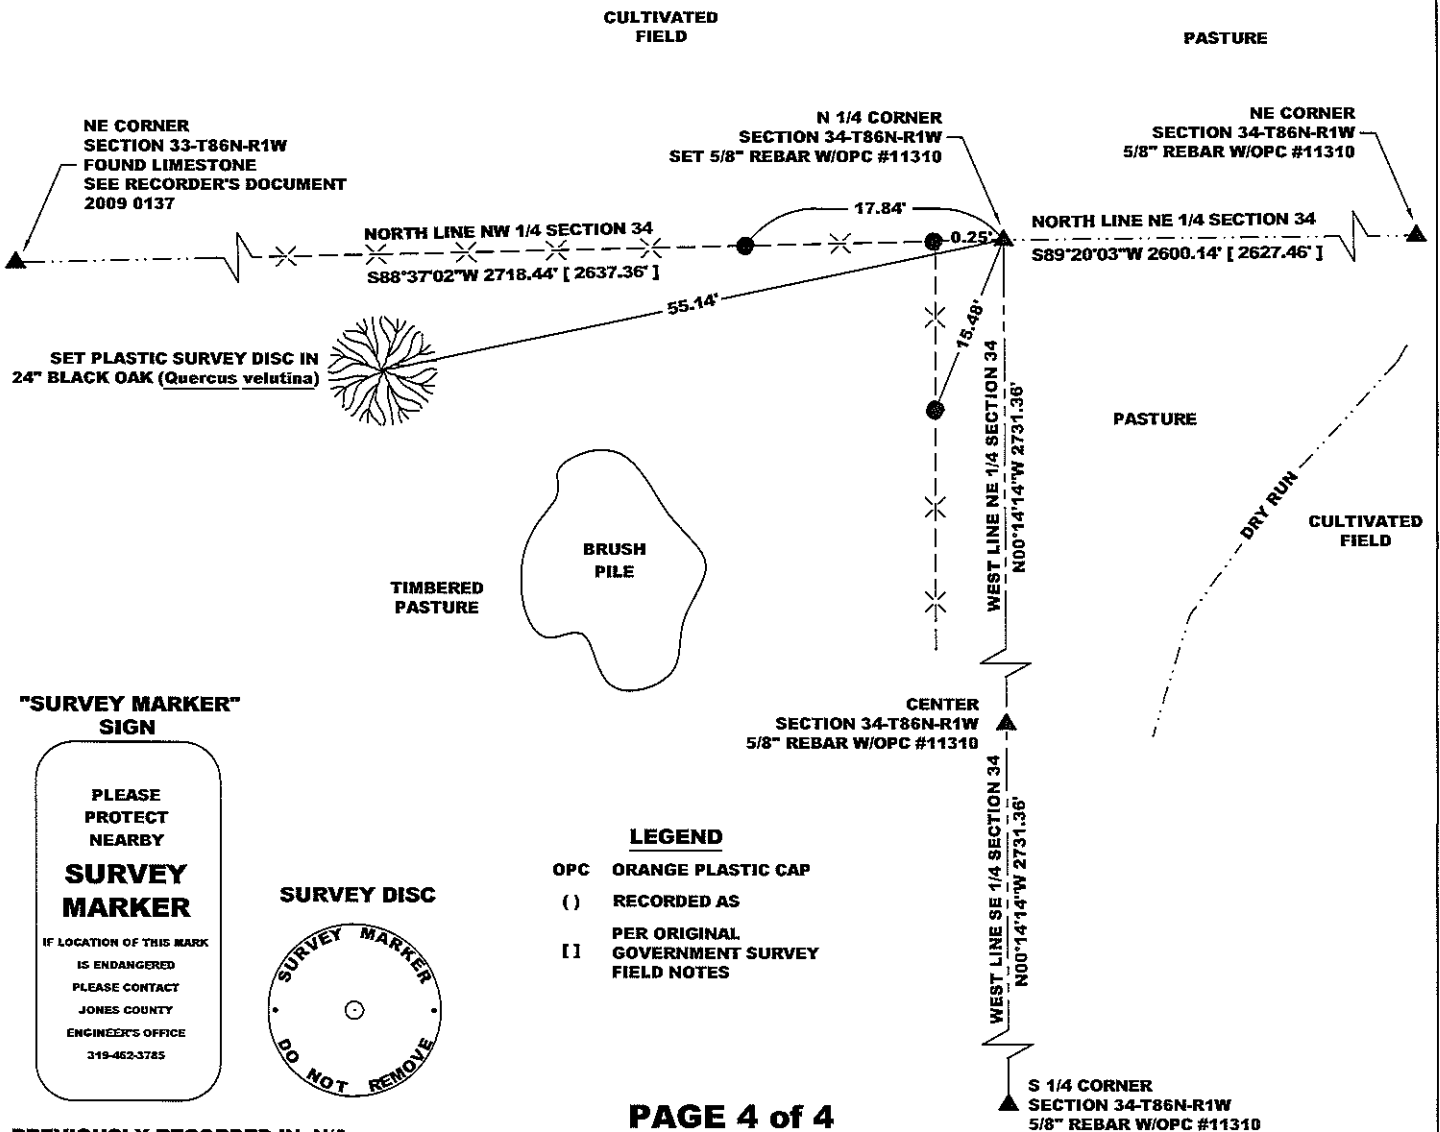 CULTIVATED
FIELD
PASTURE
NE CORNER
SECTION 33-T86N-R1W
FOUND LIMESTONE
SEE RECORDER'S DOCUMENT
2009 0137
N 1/4 CORNER
SECTION 34-T86N-R1W
SET 5/8" REBAR W/OPC #11310
NE CORNER
SECTION 34-T86N-R1W
5/8" REBAR W/OPC #11310
17.84'
NORTH LINE NW 1/4 SECTION 34
S88°37'02"W 2718.44' [ 2637.36' ]
0.25'
NORTH LINE NE 1/4 SECTION 34
S89°20'03"W 2600.14' [ 2627.46' ]
55.14'
15.48'
SET PLASTIC SURVEY DISC IN
24" BLACK OAK (Quercus velutina)
WEST LINE NE 1/4 SECTION 34
N00°14'14"W 2731.36'
PASTURE
DRY RUN
CULTIVATED
FIELD
BRUSH
PILE
TIMBERED
PASTURE
CENTER
SECTION 34-T86N-R1W
5/8" REBAR W/OPC #11310
WEST LINE SE 1/4 SECTION 34
N00°14'14"W 2731.36'
"SURVEY MARKER"
SIGN
PLEASE
PROTECT
NEARBY
SURVEY
MARKER
IF LOCATION OF THIS MARK
IS ENDANGERED
PLEASE CONTACT
JONES COUNTY
ENGINEER'S OFFICE
319-462-3785
SURVEY DISC
SURVEY MARKER
DO NOT REMOVE
LEGEND
OPC ORANGE PLASTIC CAP
( ) RECORDED AS
[ ] PER ORIGINAL
GOVERNMENT SURVEY
FIELD NOTES
S 1/4 CORNER
SECTION 34-T86N-R1W
5/8" REBAR W/OPC #11310
PAGE 4 of 4